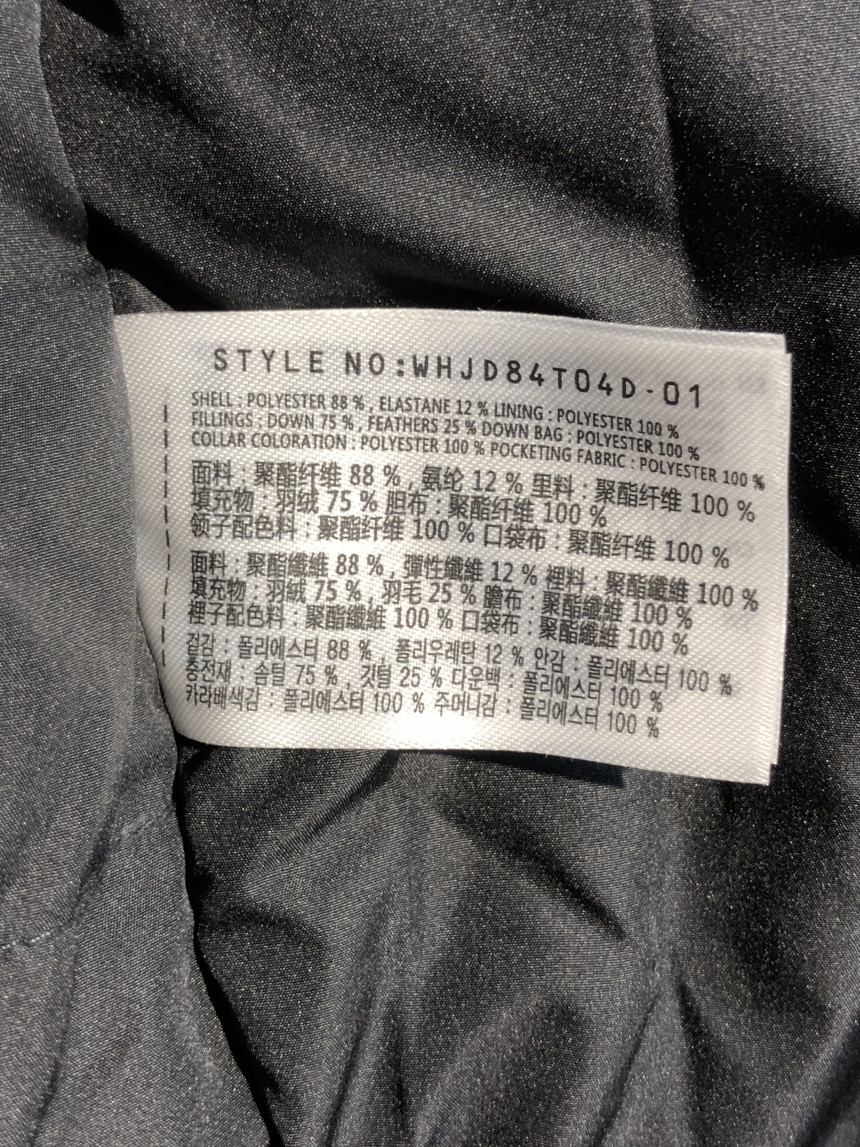 STYLE NO:WHJD84T04D-01
SHELL : POLYESTER 88 % , ELASTANE 12 % LINING : POLYESTER 100 %
FILLINGS : DOWN 75 % , FEATHERS 25 % DOWN BAG : POLYESTER 100 %
COLLAR COLORATION : POLYESTER 100 % POCKETING FABRIC : POLYESTER 100 %
面料 : 聚酯纤维 88 % , 氨纶 12 % 里料 : 聚酯纤维 100 %
填充物 : 羽绒 75 % 胆布 : 聚酯纤维 100 %
领子配色料 : 聚酯纤维 100 % 口袋布 : 聚酯纤维 100 %
面料 : 聚酯纖維 88 % , 彈性纖維 12 % 裡料 : 聚酯纖維 100 %
填充物 : 羽絨 75 % , 羽毛 25 % 膽布 : 聚酯纖維 100 %
裡子配色料 : 聚酯纖維 100 % 口袋布 : 聚酯纖維 100 %
겉감 : 폴리에스터 88 % , 폴리우레탄 12 % 안감 : 폴리에스터 100 %
충전재 : 솜털 75 % , 깃털 25 % 다운백 : 폴리에스터 100 %
카라배색감 : 폴리에스터 100 % 주머니감 : 폴리에스터 100 %